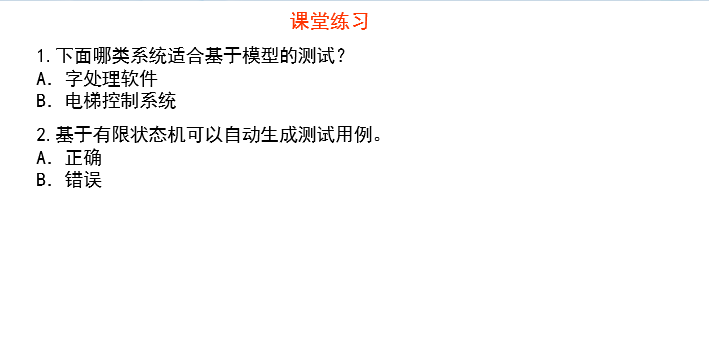 课堂练习
1.下面哪类系统适合基于模型的测试？
A. 字处理软件
B. 电梯控制系统
2.基于有限状态机可以自动生成测试用例。
A. 正确
B. 错误